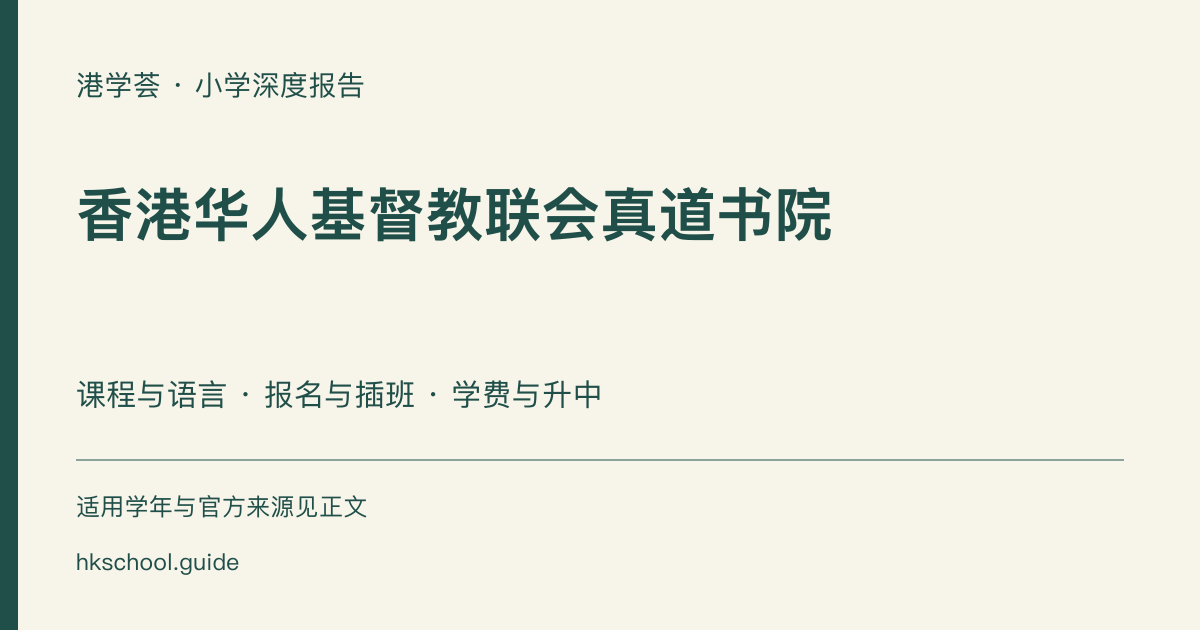 港学荟 · 小学深度报告
香港华人基督教联会真道书院
课程与语言 · 报名与插班 · 学费与升中
适用学年与官方来源见正文
hkschool.guide